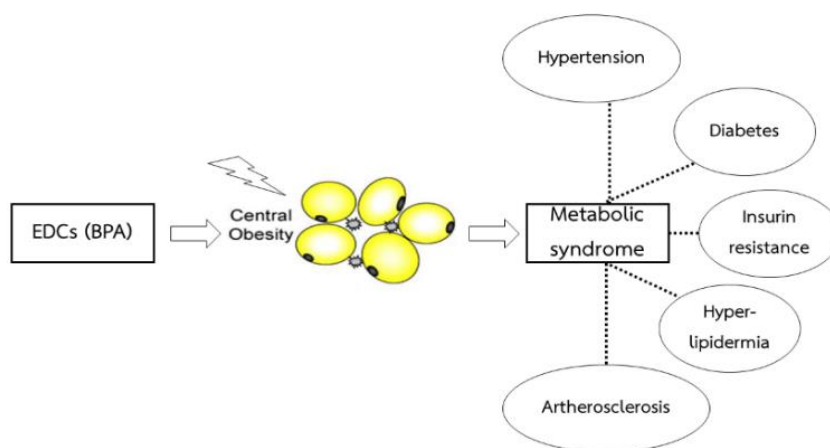 Hypertension
Diabetes
EDCs (BPA)
Central
Obesity
Metabolic
syndrome
Insurin
resistance
Hyper-
lipidermia
Artherosclerosis